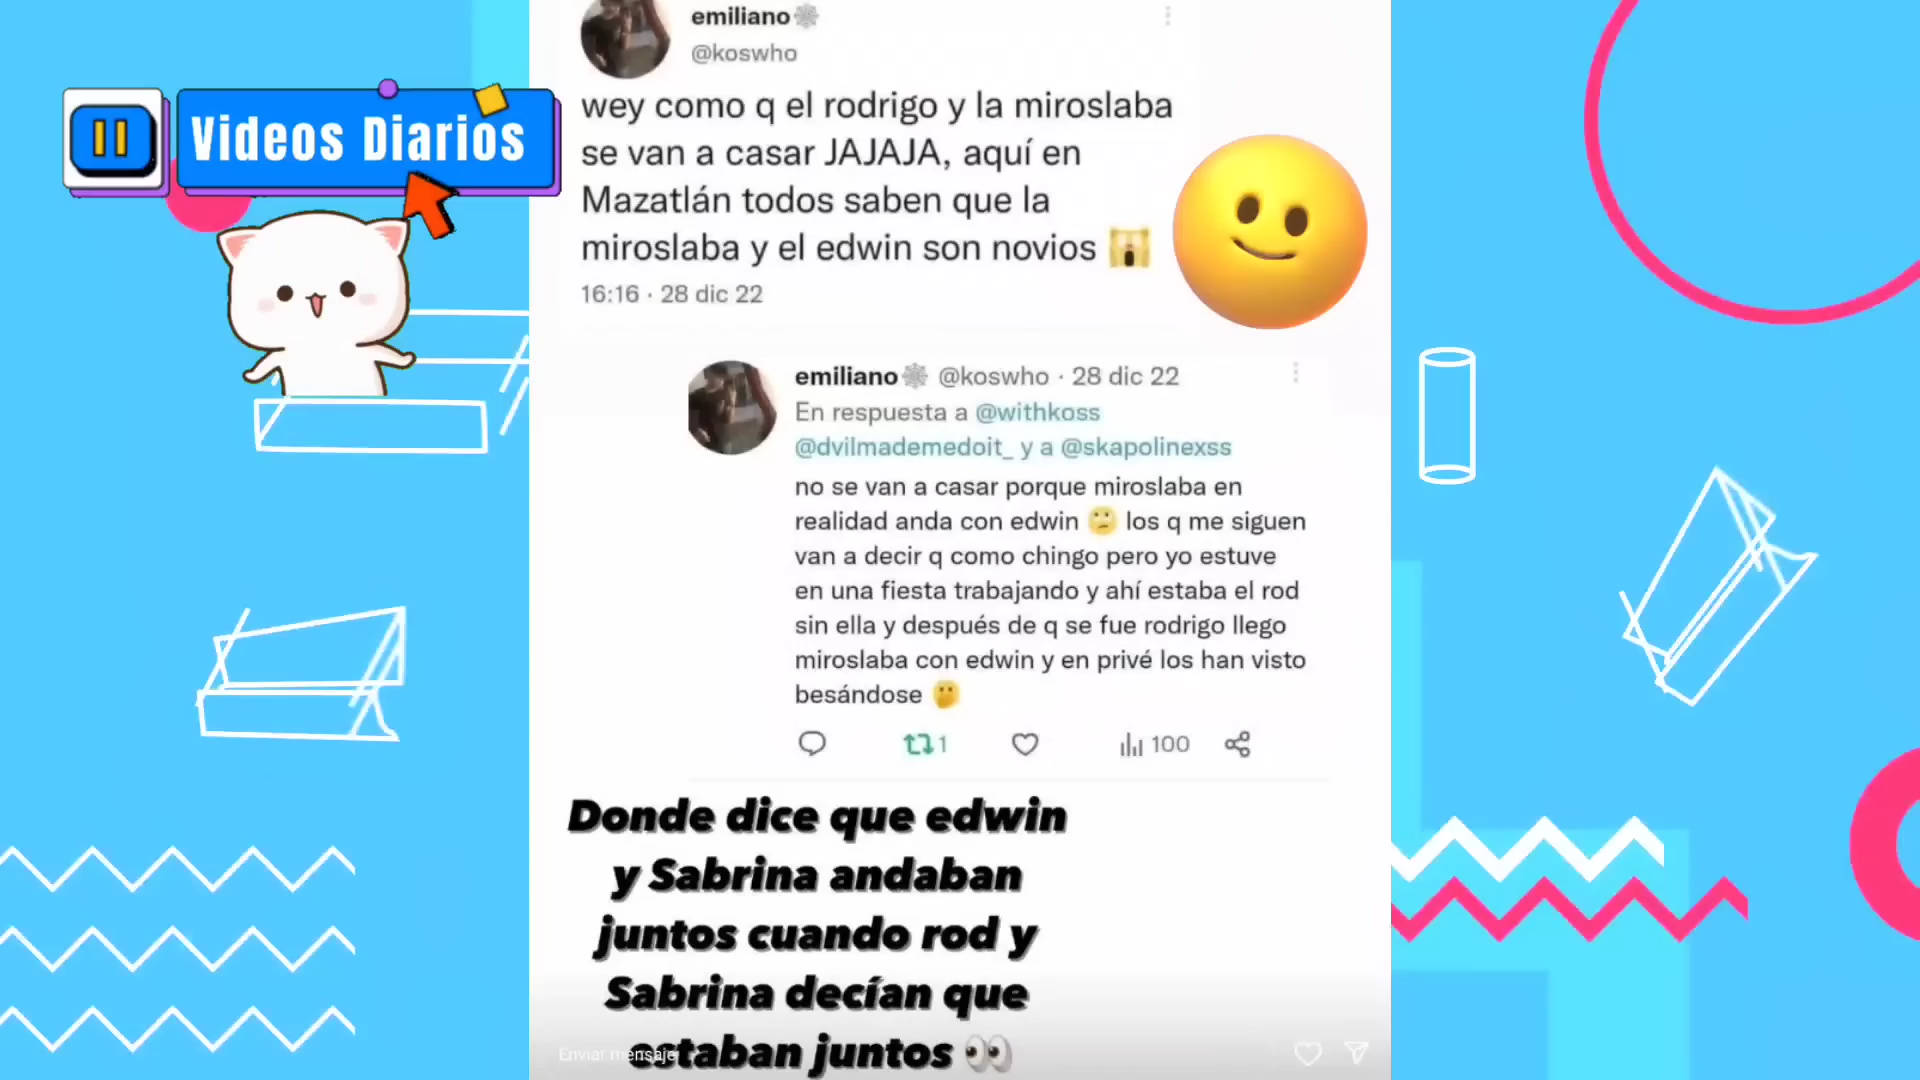 Videos Diarios
emiliano
@koswho
wey como q el rodrigo y la miroslaba
se van a casar JAJAJA, aquí en
Mazatlán todos saben que la
miroslaba y el edwin son novios 🙀
16:16 · 28 dic 22
emiliano @koswho · 28 dic 22
En respuesta a @withkoss
@dvilmademedoit_ y a @skapolinexss
no se van a casar porque miroslaba en
realidad anda con edwin 🙄 los q me siguen
van a decir q como chingo pero yo estuve
en una fiesta trabajando y ahí estaba el rod
sin ella y después de q se fue rodrigo llego
miroslaba con edwin y en privé los han visto
besándose 🤫
1
100
Donde dice que edwin
y Sabrina andaban
juntos cuando rod y
Sabrina decían que
estaban juntos 👀
Enviar mensaje